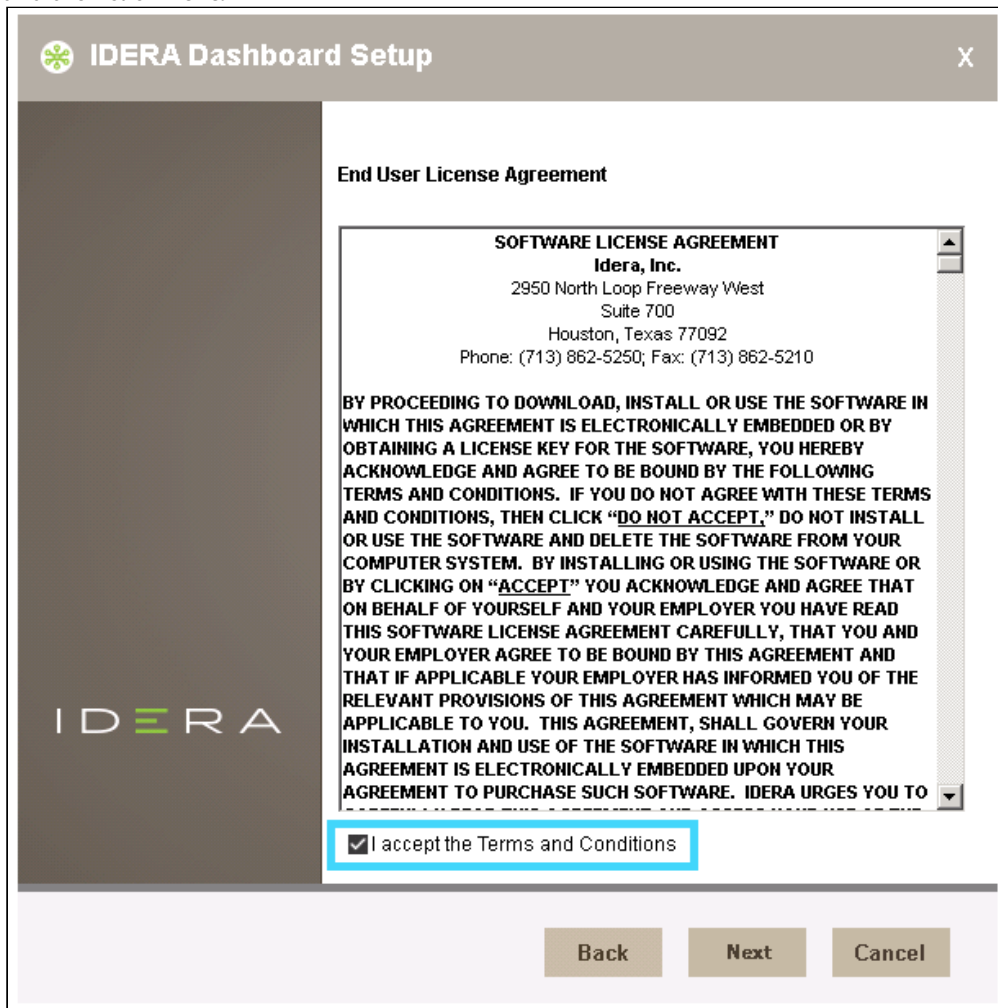 IDERA Dashboard Setup X
End User License Agreement
SOFTWARE LICENSE AGREEMENT
Idera, Inc.
2950 North Loop Freeway West
Suite 700
Houston, Texas 77092
Phone: (713) 862-5250; Fax: (713) 862-5210
BY PROCEEDING TO DOWNLOAD, INSTALL OR USE THE SOFTWARE IN
WHICH THIS AGREEMENT IS ELECTRONICALLY EMBEDDED OR BY
OBTAINING A LICENSE KEY FOR THE SOFTWARE, YOU HEREBY
ACKNOWLEDGE AND AGREE TO BE BOUND BY THE FOLLOWING
TERMS AND CONDITIONS.  IF YOU DO NOT AGREE WITH THESE TERMS
AND CONDITIONS, THEN CLICK “DO NOT ACCEPT,” DO NOT INSTALL
OR USE THE SOFTWARE AND DELETE THE SOFTWARE FROM YOUR
COMPUTER SYSTEM.  BY INSTALLING OR USING THE SOFTWARE OR
BY CLICKING ON “ACCEPT” YOU ACKNOWLEDGE AND AGREE THAT
ON BEHALF OF YOURSELF AND YOUR EMPLOYER YOU HAVE READ
THIS SOFTWARE LICENSE AGREEMENT CAREFULLY, THAT YOU AND
YOUR EMPLOYER AGREE TO BE BOUND BY THIS AGREEMENT AND
THAT IF APPLICABLE YOUR EMPLOYER HAS INFORMED YOU OF THE
RELEVANT PROVISIONS OF THIS AGREEMENT WHICH MAY BE
APPLICABLE TO YOU.  THIS AGREEMENT, SHALL GOVERN YOUR
INSTALLATION AND USE OF THE SOFTWARE IN WHICH THIS
AGREEMENT IS ELECTRONICALLY EMBEDDED UPON YOUR
AGREEMENT TO PURCHASE SUCH SOFTWARE.  IDERA URGES YOU TO
IDERA
I accept the Terms and Conditions
Back Next Cancel